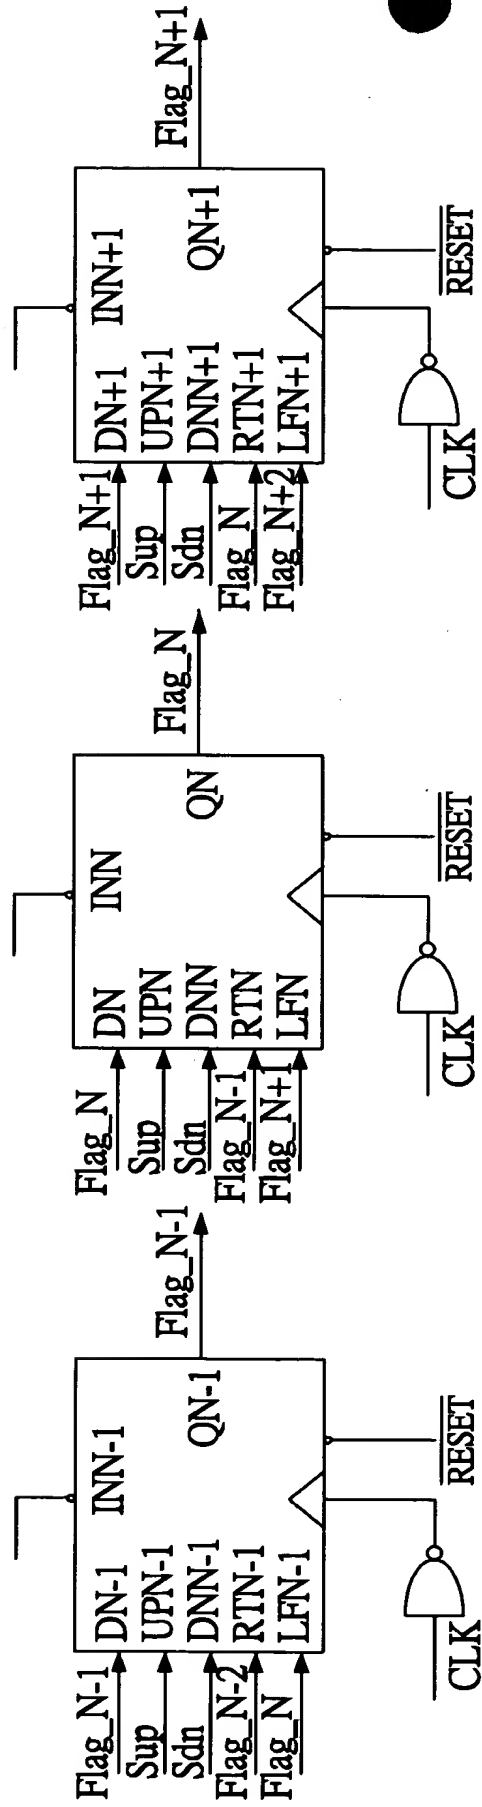 Flag_N-1
Sup
Sdn
Flag_N-2
Flag_N
DN-1
UPN-1
DNN-1
RTN-1
LFN-1
INN-1
QN-1
Flag_N-1
CLK
R̅E̅S̅E̅T̅
Flag_N
Sup
Sdn
Flag_N-1
Flag_N+1
DN
UPN
DNN
RTN
LFN
INN
QN
Flag_N
CLK
R̅E̅S̅E̅T̅
Flag_N+1
Sup
Sdn
Flag_N
Flag_N+2
DN+1
UPN+1
DNN+1
RTN+1
LFN+1
INN+1
QN+1
Flag_N+1
CLK
R̅E̅S̅E̅T̅